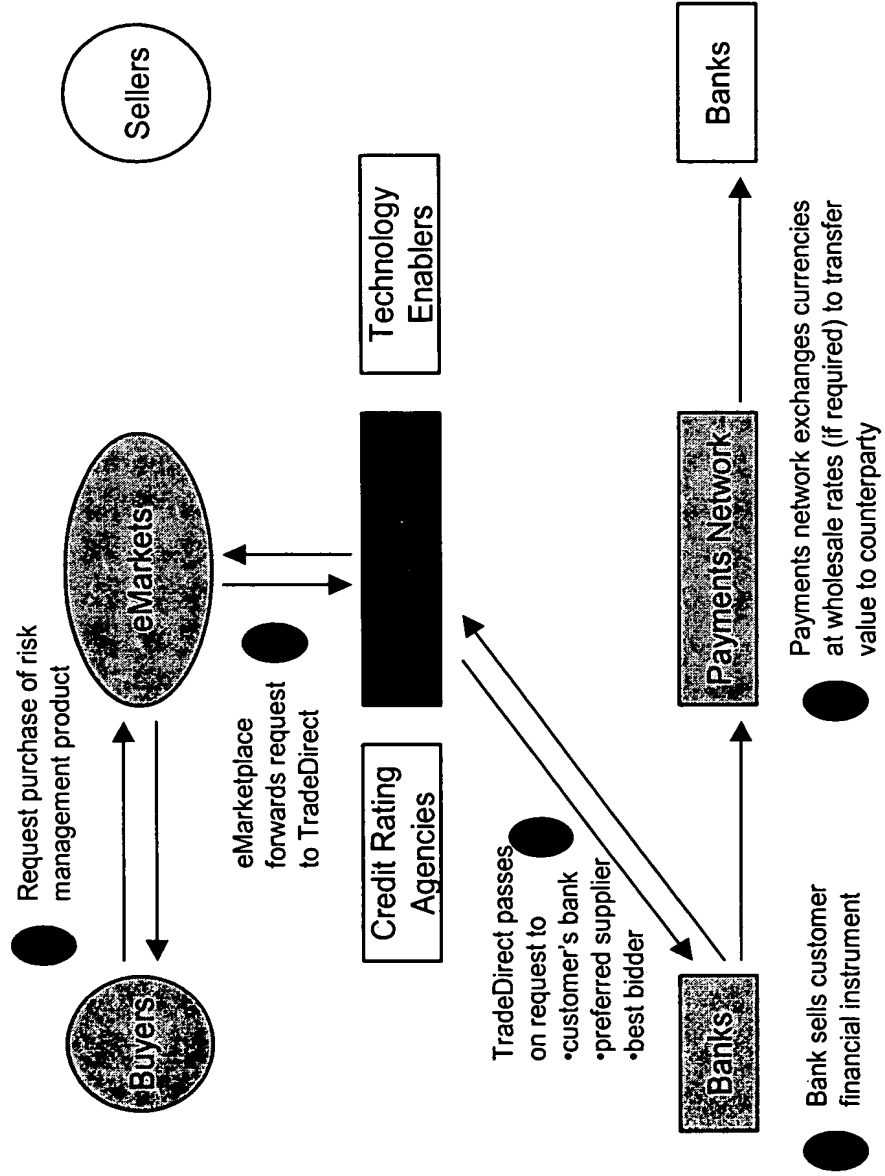 Request purchase of risk
management product
Buyers
eMarkets
Sellers
eMarketplace
forwards request
to TradeDirect
Credit Rating
Agencies
Technology
Enablers
TradeDirect passes
on request to
•customer's bank
•preferred supplier
•best bidder
Banks
Payments Network
Banks
Bank sells customer
financial instrument
Payments network exchanges currencies
at wholesale rates (if required) to transfer
value to counterparty